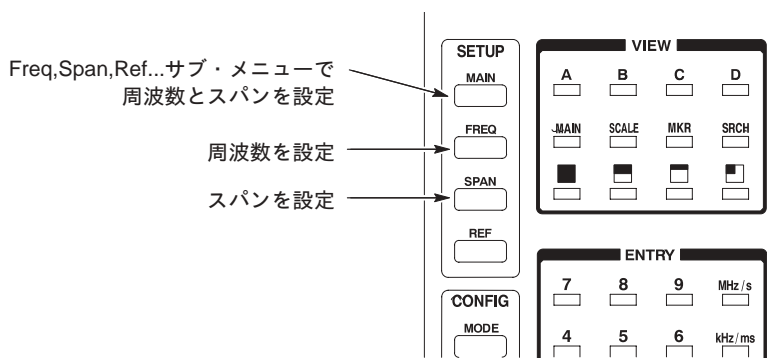 Freq,Span,Ref...サブ・メニューで
周波数とスパンを設定
周波数を設定
スパンを設定
SETUP
MAIN
FREQ
SPAN
REF
CONFIG
MODE
VIEW
A B C D
MAIN SCALE MKR SRCH
ENTRY
7 8 9 MHz/s
4 5 6 kHz/ms